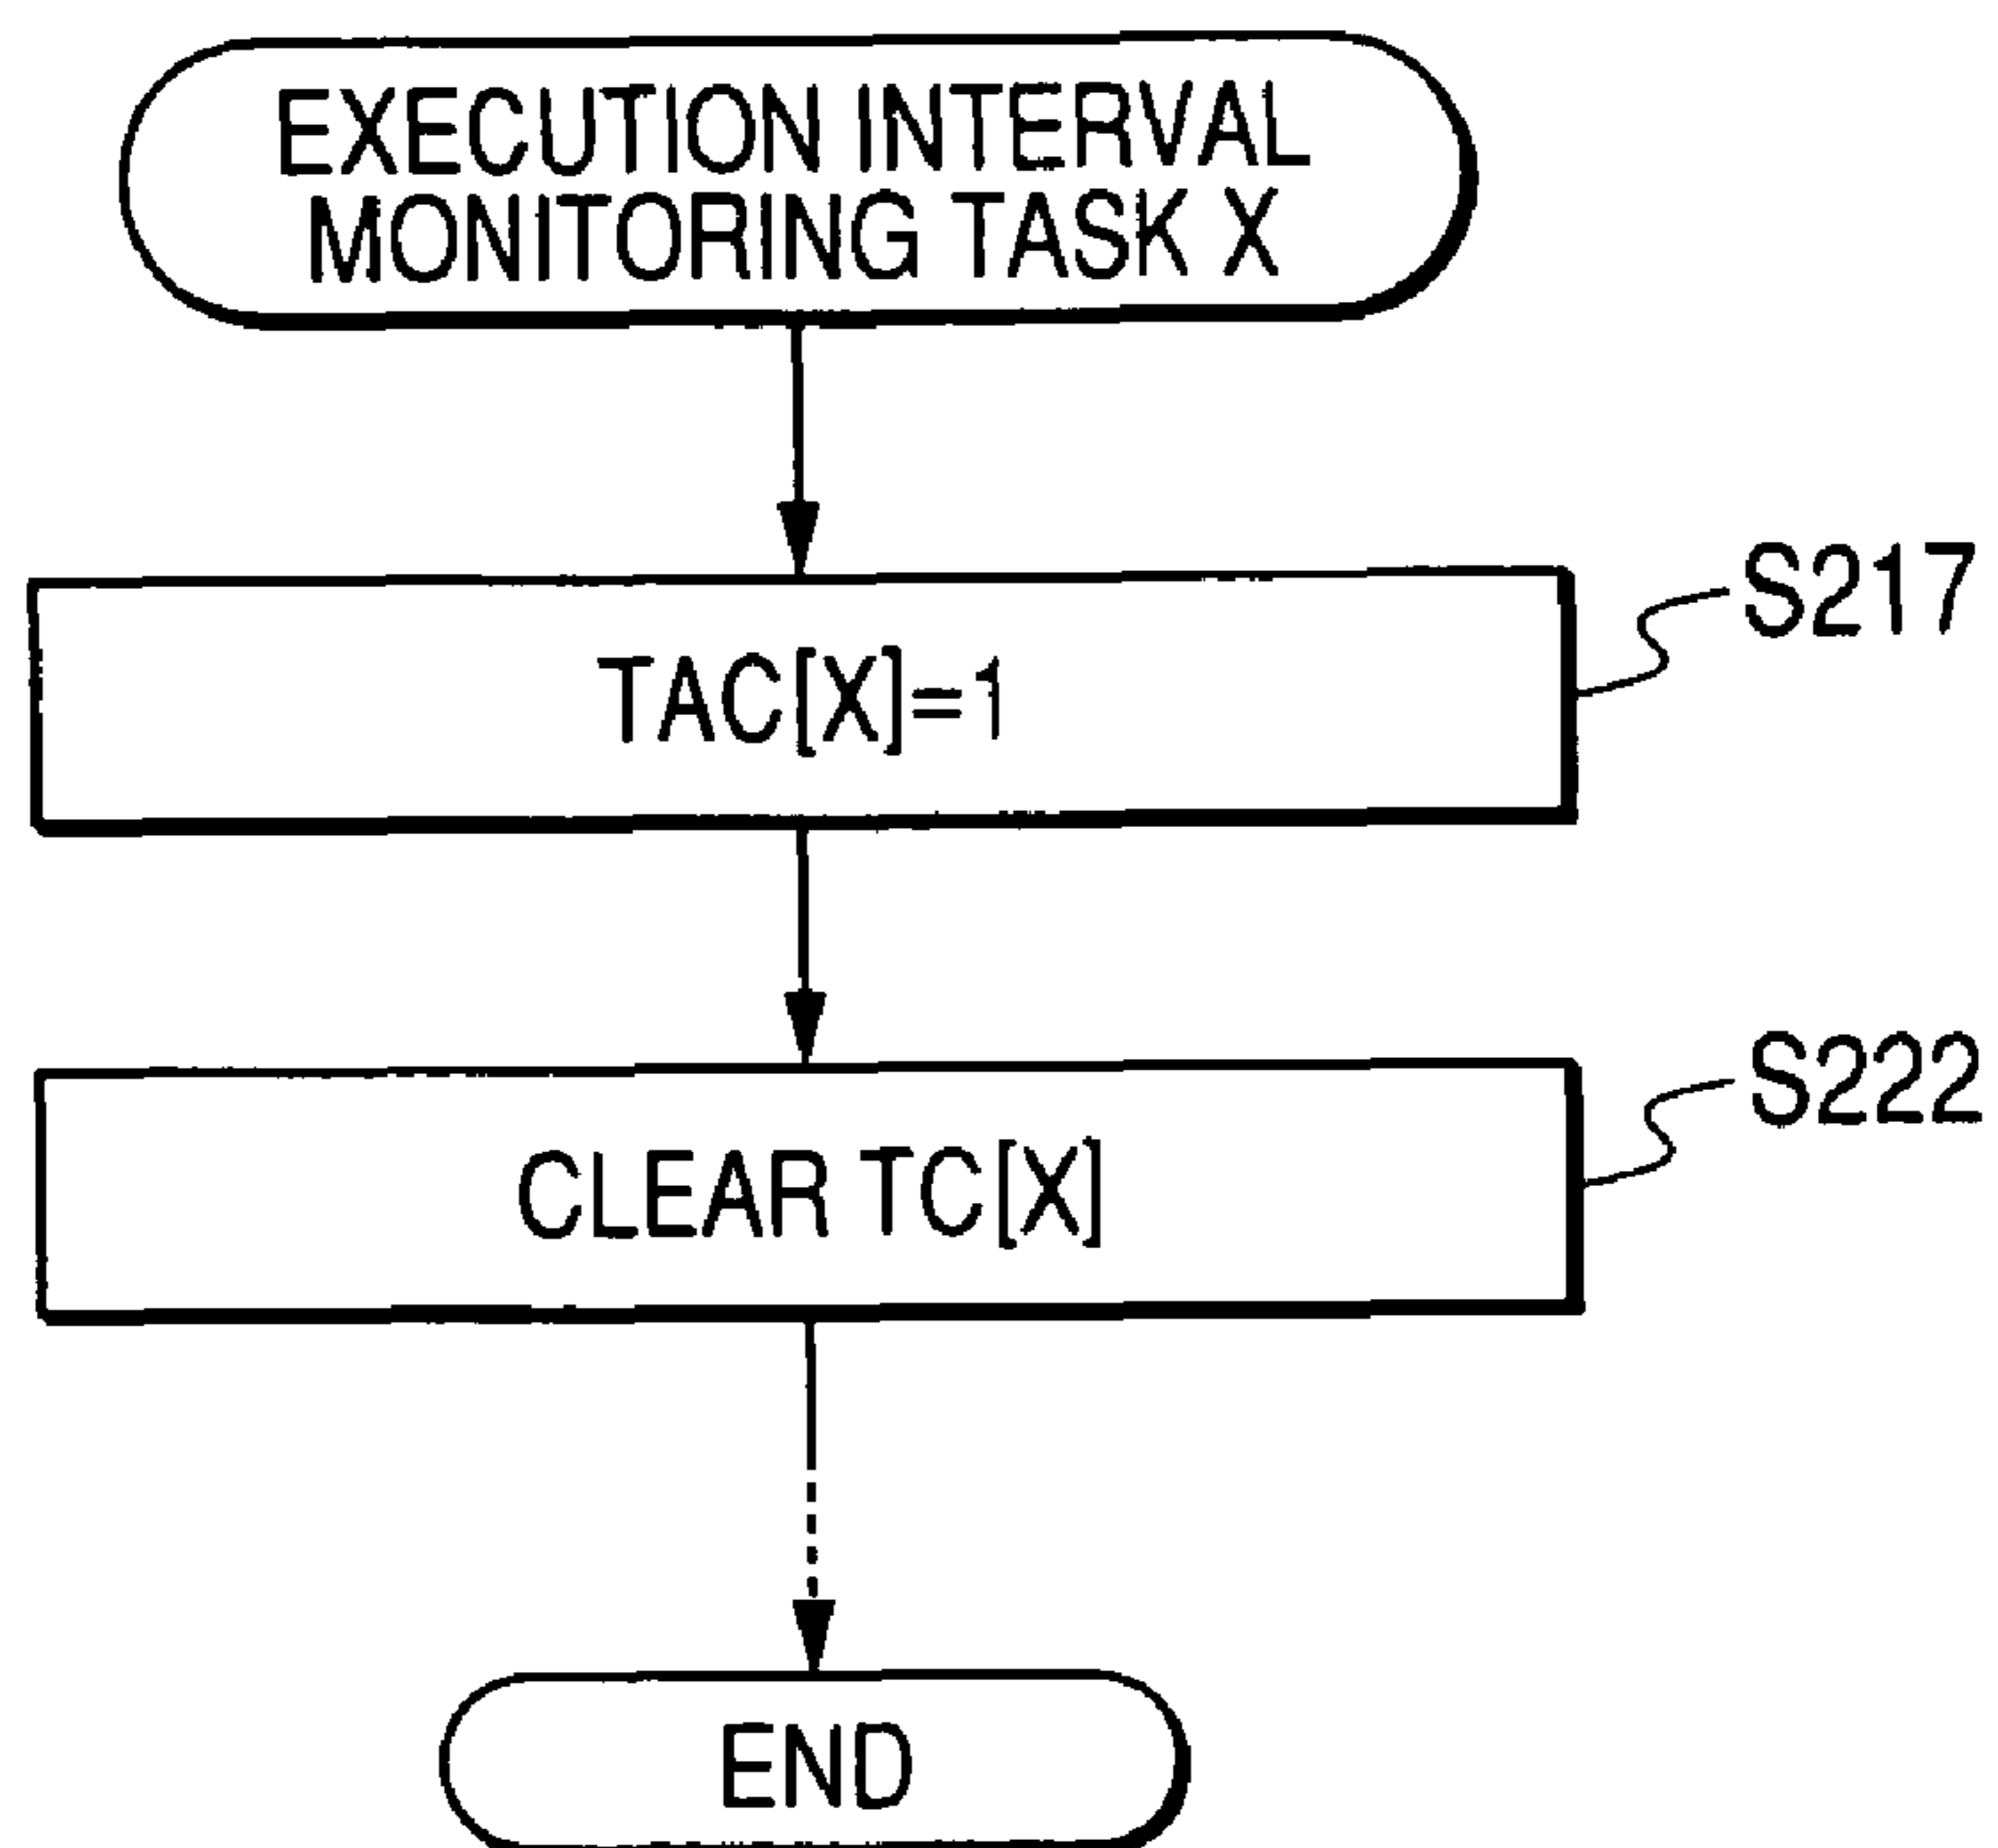 EXECUTION INTERVAL
MONITORING TASK X
S217
TAC[X]=1
S222
CLEAR TC[X]
END